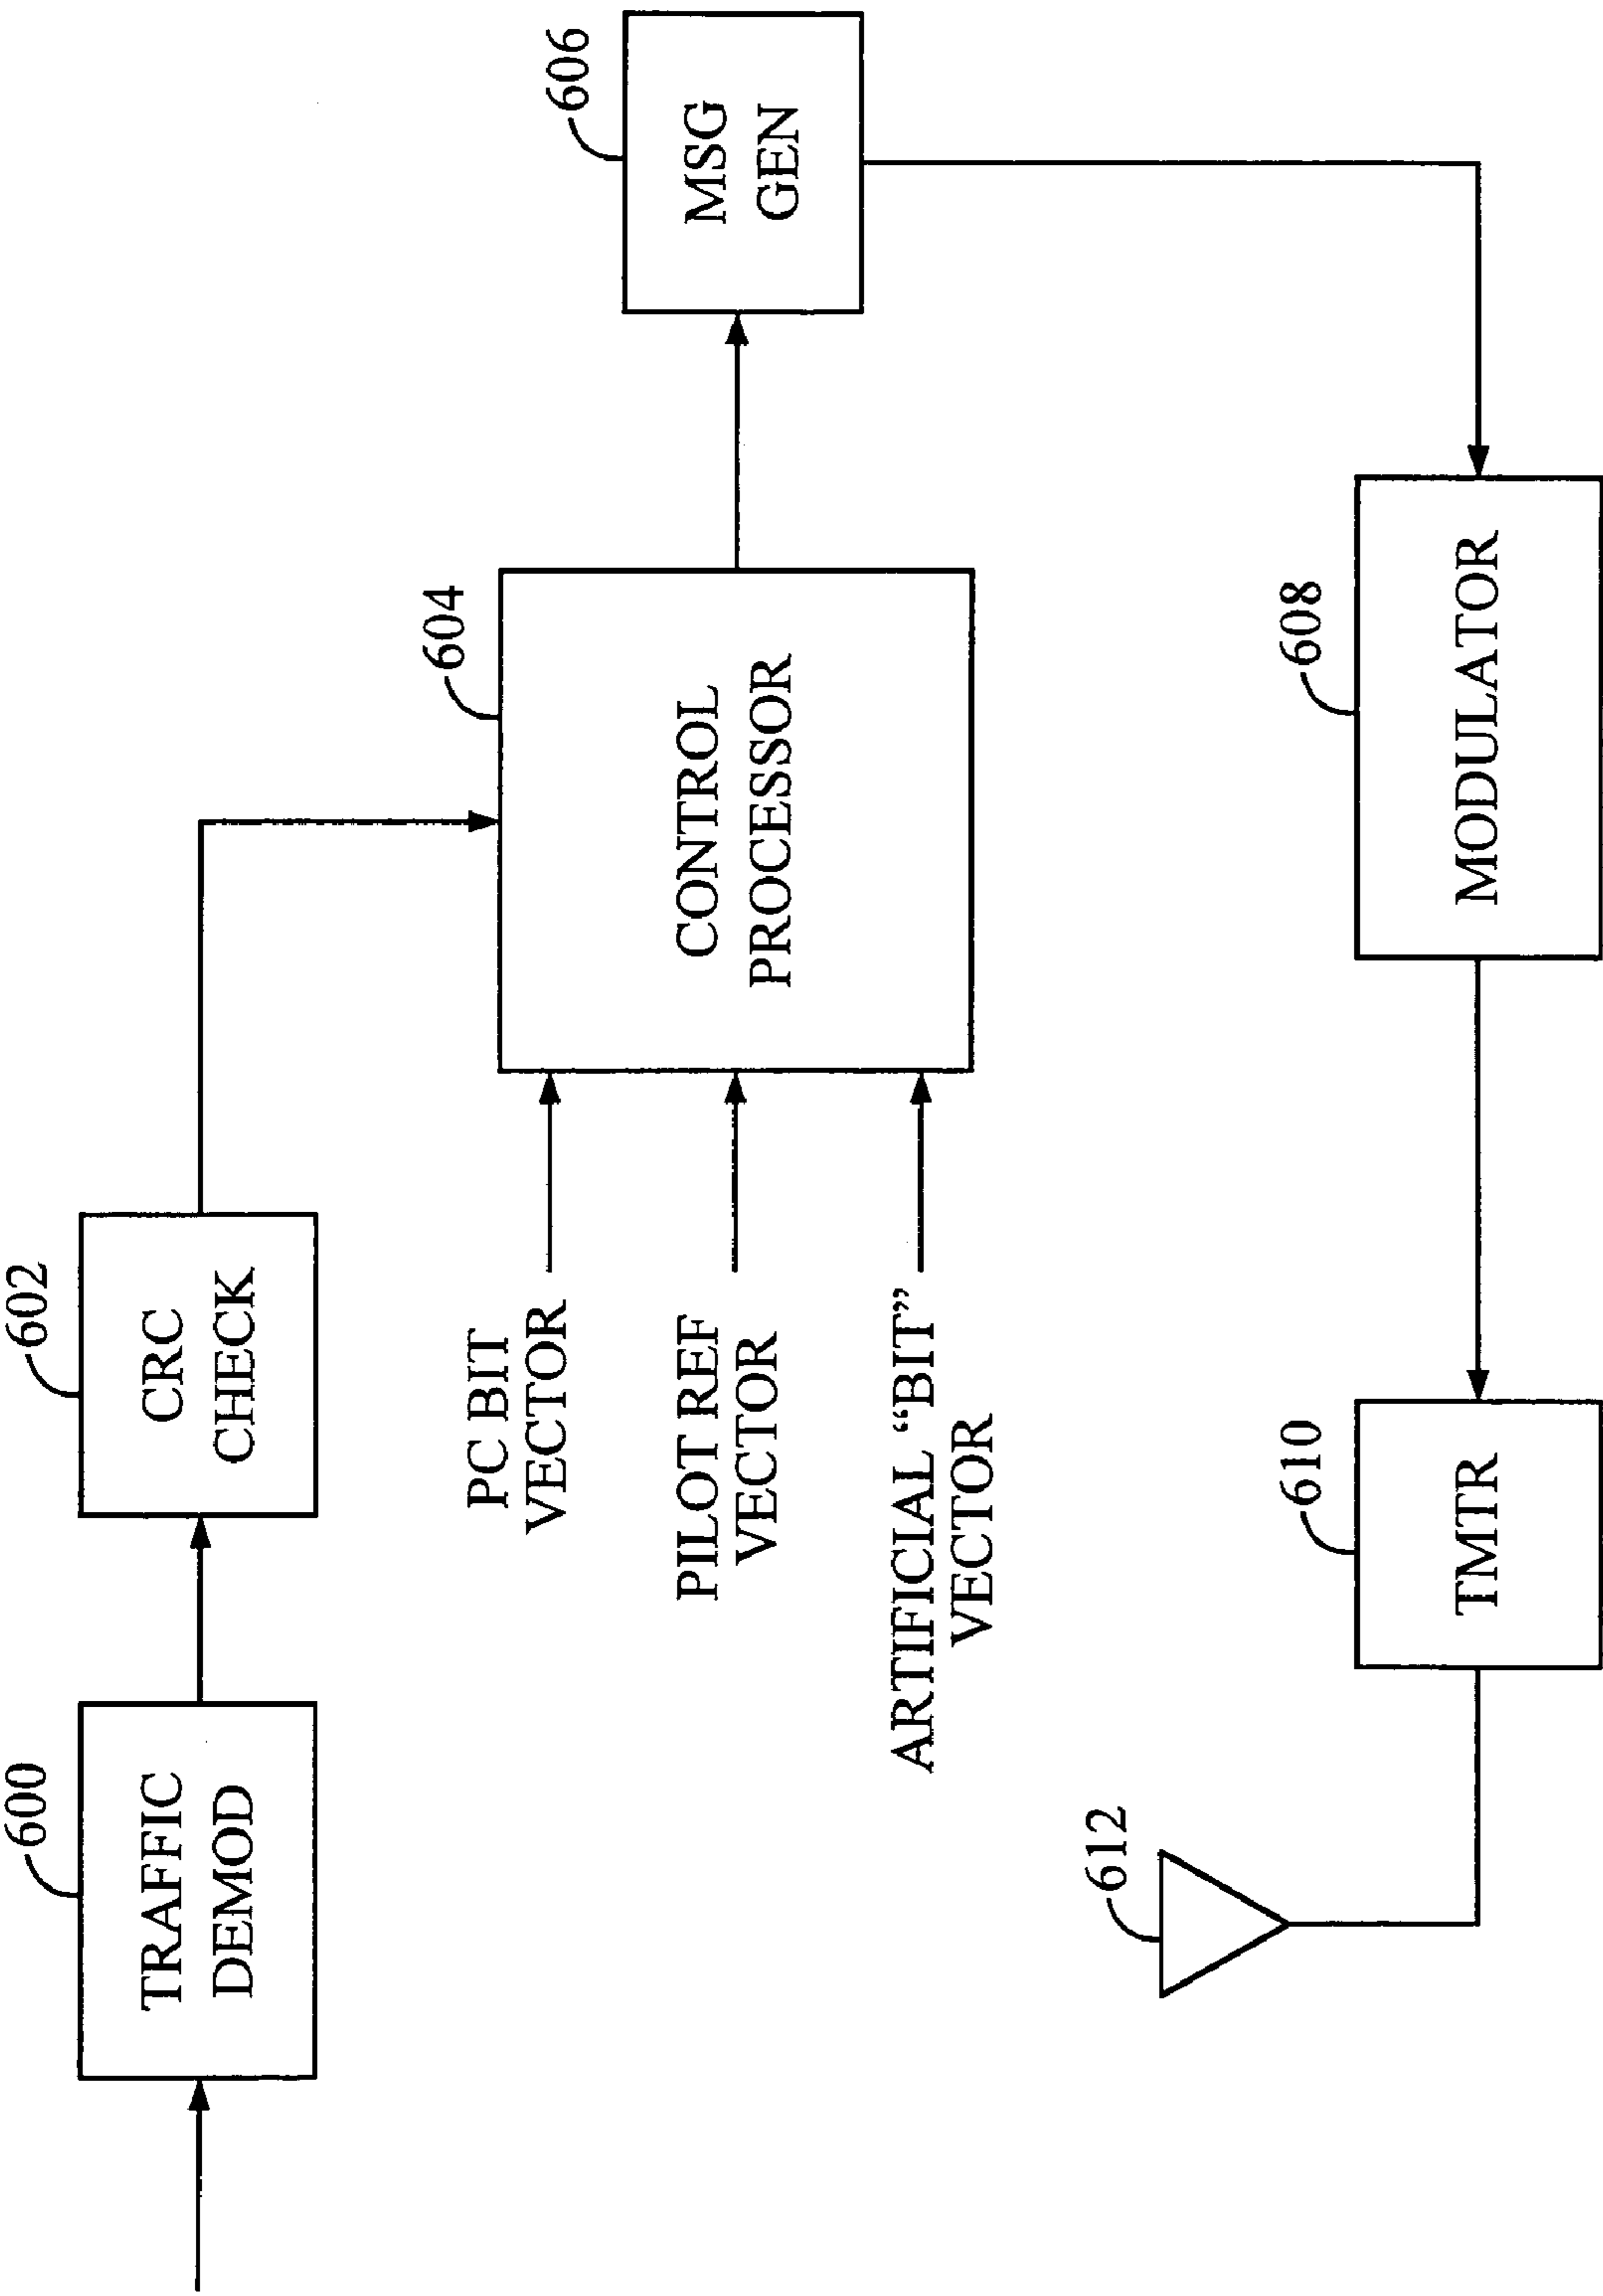 600
TRAFFIC
DEMOD
602
CRC
CHECK
604
CONTROL
PROCESSOR
606
MSG
GEN
PC BIT
VECTOR
PILOT REF
VECTOR
ARTIFICIAL “BIT”
VECTOR
612
610
TMTR
608
MODULATOR